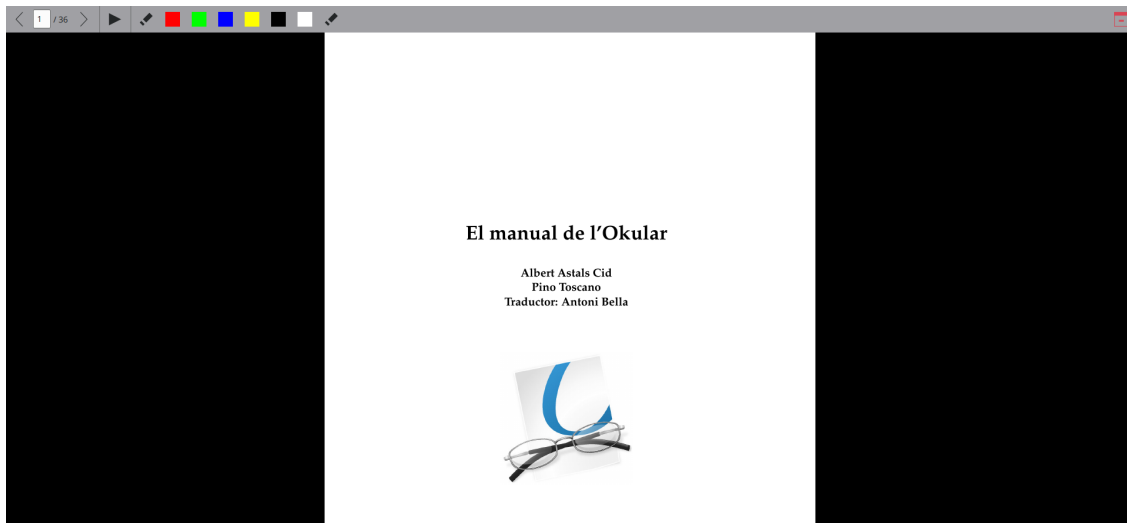 1 / 36
El manual de l'Okular
Albert Astals Cid
Pino Toscano
Traductor: Antoni Bella